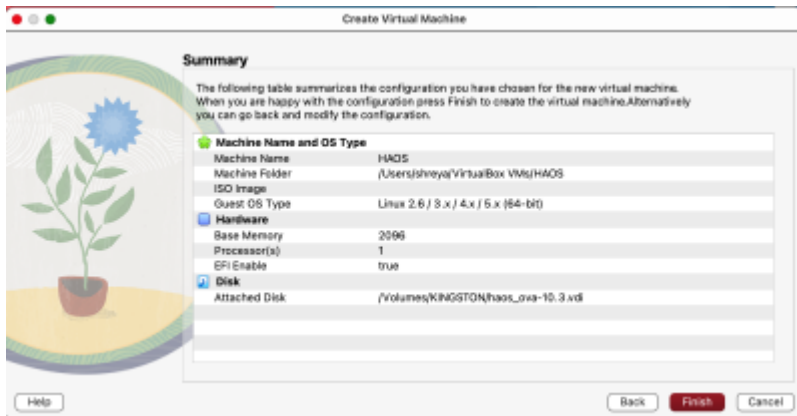 Create Virtual Machine
Summary
The following table summarizes the configuration you have chosen for the new virtual machine.
When you are happy with the configuration press Finish to create the virtual machine.Alternatively
you can go back and modify the configuration.
Machine Name and OS Type
Machine Name HAOS
Machine Folder /Users/shreya/VirtualBox VMs/HAOS
ISO Image
Guest OS Type Linux 2.6 / 3.x / 4.x / 5.x (64-bit)
Hardware
Base Memory 2096
Processor(s) 1
EFI Enable true
Disk
Attached Disk /Volumes/KINGSTON/haos_ova-10.3.vdi
Help Back Finish Cancel